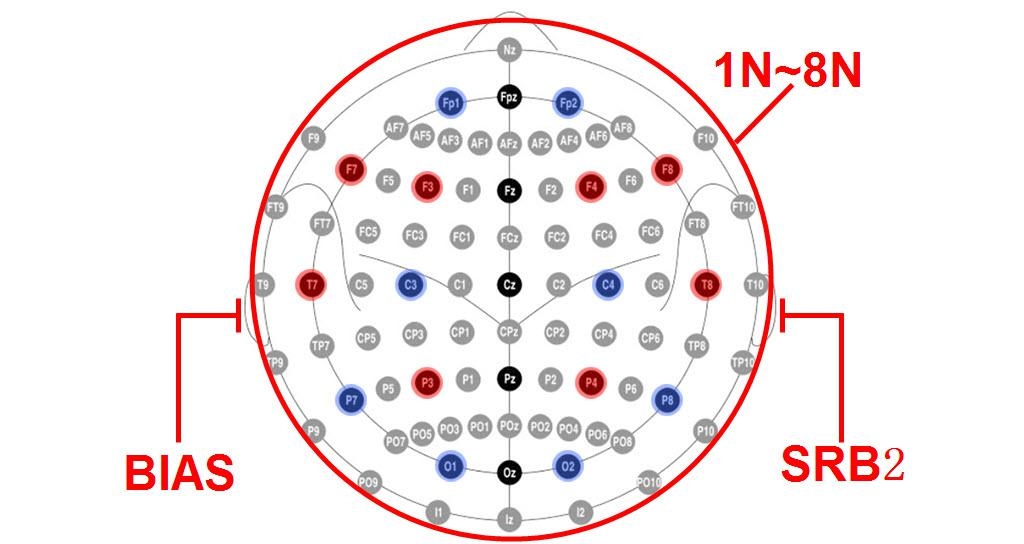 Nz
1N~8N
Fp1 Fpz Fp2
AF7 AF5 AF3 AF1 AFz AF2 AF4 AF6 AF8
F9 F10
F7 F5 F3 F1 Fz F2 F4 F6 F8
FT9 FT7 FC5 FC3 FC1 FCz FC2 FC4 FC6 FT8 FT10
T9 T7 C5 C3 C1 Cz C2 C4 C6 T8 T10
TP9 TP7 CP5 CP3 CP1 CPz CP2 CP4 CP6 TP8 TP10
P7 P5 P3 P1 Pz P2 P4 P6 P8
P9 PO7 PO5 PO3 PO1 POz PO2 PO4 PO6 PO8 P10
BIAS
SRB2
O1 Oz O2
PO9 PO10
I1 Iz I2